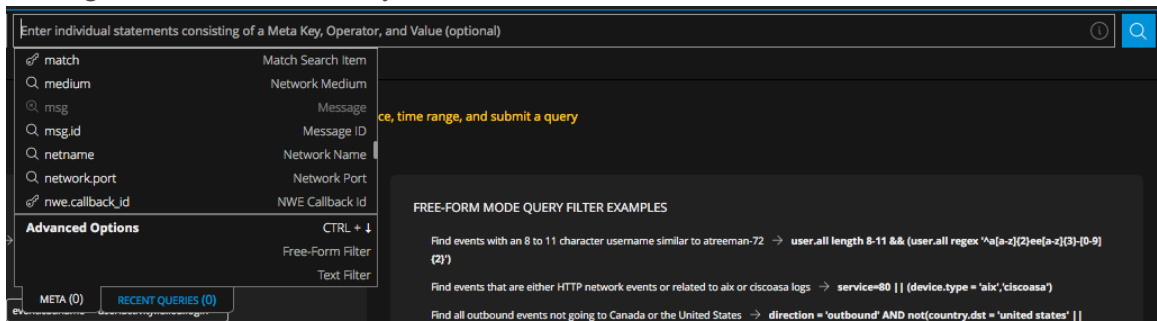 Enter individual statements consisting of a Meta Key, Operator, and Value (optional)
match Match Search Item
medium Network Medium
msg Message
msg.id Message ID
netname Network Name
network.port Network Port
nwe.callback_id NWE Callback Id
Advanced Options CTRL + ↓
Free-Form Filter
Text Filter
META (0) RECENT QUERIES (0)
ce, time range, and submit a query
FREE-FORM MODE QUERY FILTER EXAMPLES
Find events with an 8 to 11 character username similar to atreeman-72 → user.all length 8-11 && (user.all regex '^a[a-z]{2}ee[a-z]{3}-[0-9]
{2}')
Find events that are either HTTP network events or related to aix or ciscoasa logs → service=80 || (device.type = 'aix','ciscoasa')
Find all outbound events not going to Canada or the United States → direction = 'outbound' AND not(country.dst = 'united states' ||